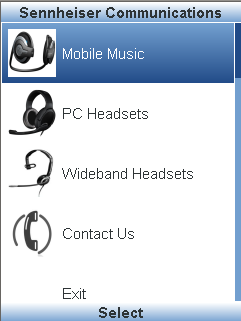 Sennheiser Communications
Mobile Music
PC Headsets
Wideband Headsets
Contact Us
Exit
Select